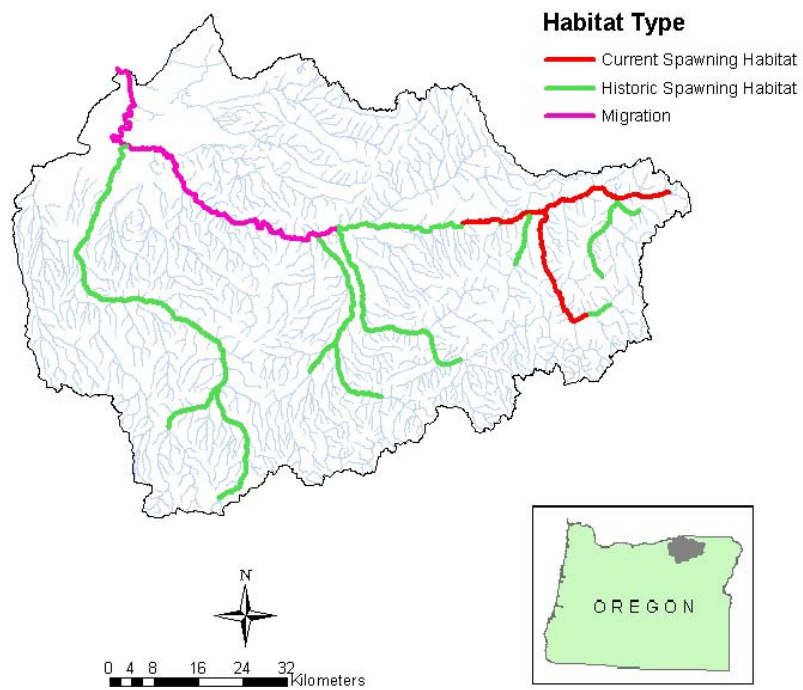 Habitat Type
Current Spawning Habitat
Historic Spawning Habitat
Migration
N
0 4 8 16 24 32
Kilometers
OREGON